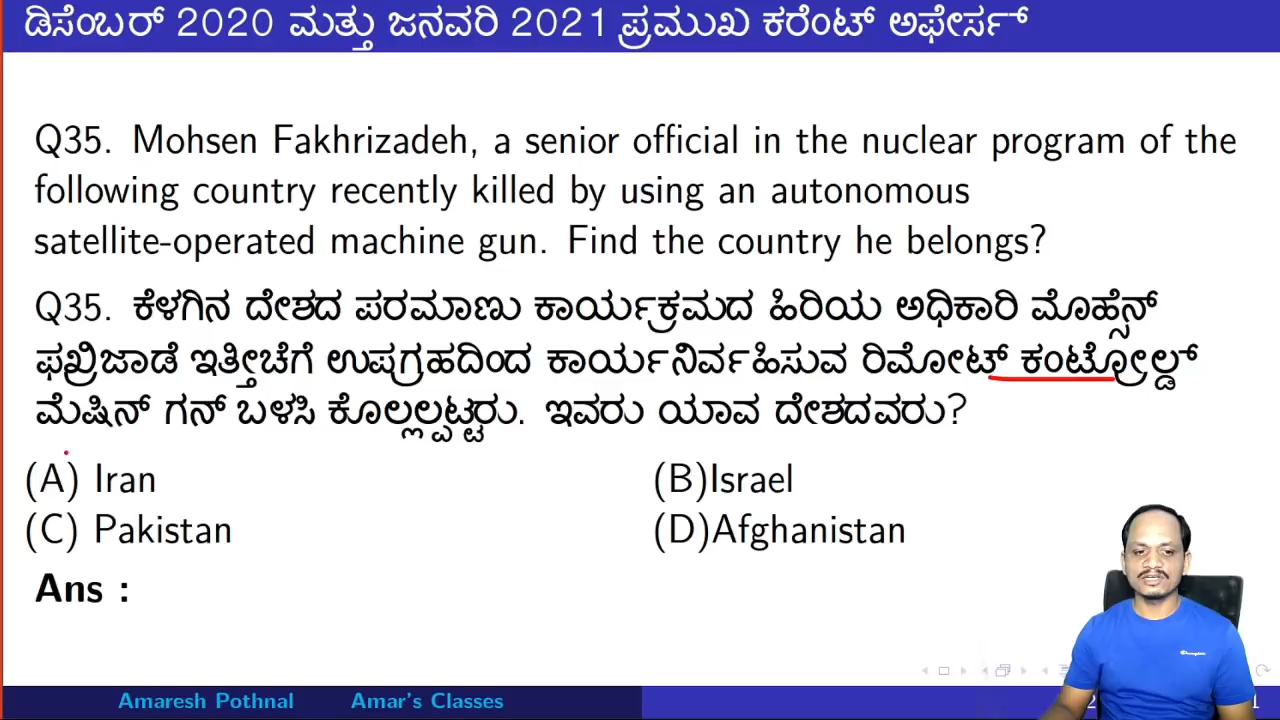 ಡಿಸೆಂಬರ್ 2020 ಮತ್ತು ಜನವರಿ 2021 ಪ್ರಮುಖ ಕರೆಂಟ್ ಅಫೇರ್ಸ್
Q35. Mohsen Fakhrizadeh, a senior official in the nuclear program of the
following country recently killed by using an autonomous
satellite-operated machine gun. Find the country he belongs?
Q35. ಕೆಳಗಿನ ದೇಶದ ಪರಮಾಣು ಕಾರ್ಯಕ್ರಮದ ಹಿರಿಯ ಅಧಿಕಾರಿ ಮೊಹ್ಸೆನ್
ಫಖ್ರಿಜಾಡೆ ಇತ್ತೀಚೆಗೆ ಉಪಗ್ರಹದಿಂದ ಕಾರ್ಯನಿರ್ವಹಿಸುವ ರಿಮೋಟ್ ಕಂಟ್ರೋಲ್ಡ್
ಮೆಷಿನ್ ಗನ್ ಬಳಸಿ ಕೊಲ್ಲಲ್ಪಟ್ಟರು. ಇವರು ಯಾವ ದೇಶದವರು?
(A) Iran (B)Israel
(C) Pakistan (D)Afghanistan
Ans :
Amaresh Pothnal Amar's Classes